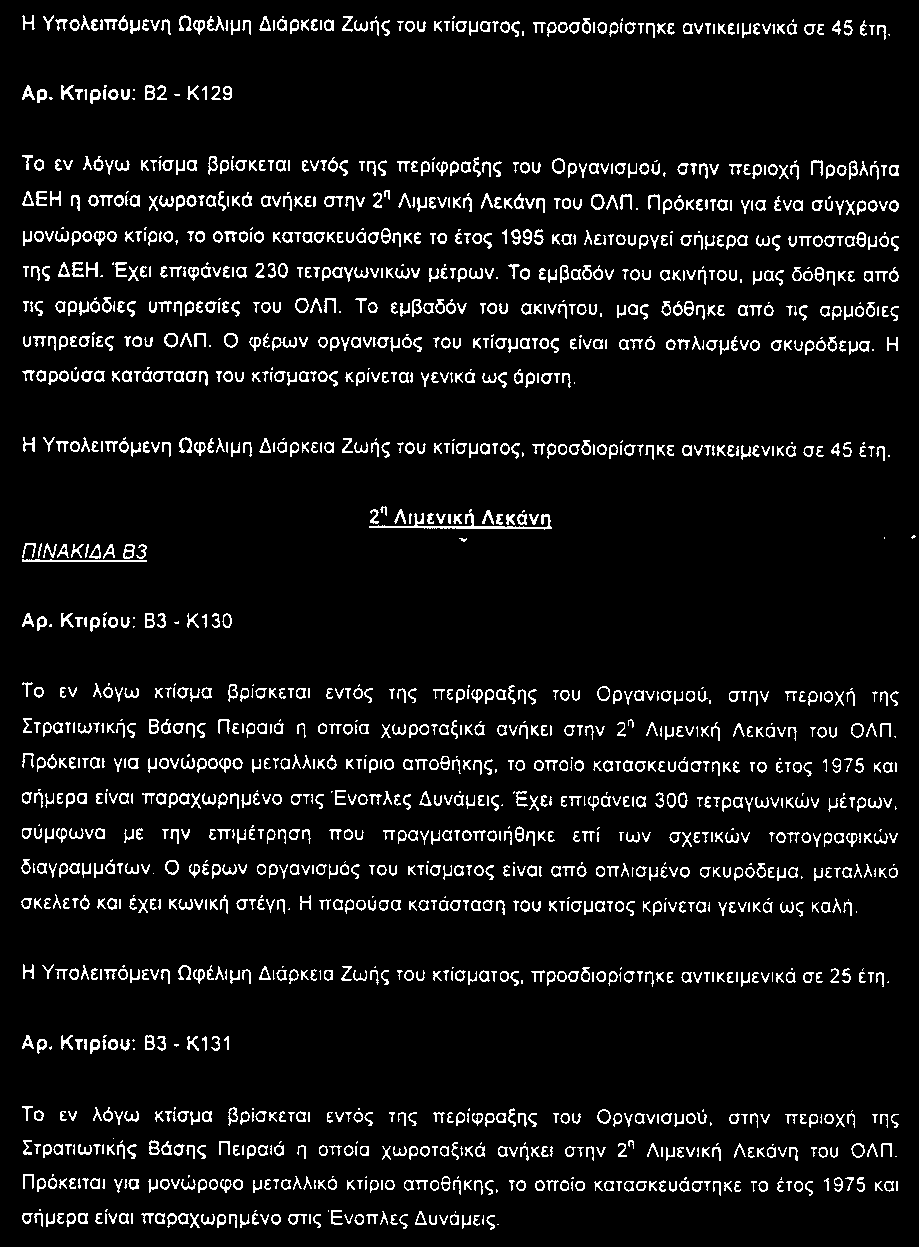 Η Υπολειπόμενη Ωφέλιμη Διάρκεια Ζωής του κτίσματος, προσδιορίστηκε αντικειμενικά σε 45 έτη.
Αρ. Κτιρίου: Β2 - Κ129
Το εν λόγω κτίσμα βρίσκεται εντός της περίφραξης του Οργανισμού, στην περιοχή Προβλήτα
ΔΕΗ η οποία χωροταξικά ανήκει στην 2η Λιμενική Λεκάνη του ΟΛΠ. Πρόκειται για ένα σύγχρονο
μονώροφο κτίριο, το οποίο κατασκευάσθηκε το έτος 1995 και λειτουργεί σήμερα ως υποσταθμός
της ΔΕΗ. Έχει επιφάνεια 230 τετραγωνικών μέτρων. Το εμβαδόν του ακινήτου, μας δόθηκε από
τις αρμόδιες υπηρεσίες του ΟΛΠ. Το εμβαδόν του ακινήτου, μας δόθηκε από τις αρμόδιες
υπηρεσίες του ΟΛΠ. Ο φέρων οργανισμός του κτίσματος είναι από οπλισμένο σκυρόδεμα. Η
παρούσα κατάσταση του κτίσματος κρίνεται γενικά ως άριστη.
Η Υπολειπόμενη Ωφέλιμη Διάρκεια Ζωής του κτίσματος, προσδιορίστηκε αντικειμενικά σε 45 έτη.
2η Λιμενική Λεκάνη
ΠΙΝΑΚΙΔΑ Β3
Αρ. Κτιρίου: Β3 - Κ130
Το εν λόγω κτίσμα βρίσκεται εντός της περίφραξης του Οργανισμού, στην περιοχή της
Στρατιωτικής Βάσης Πειραιά η οποία χωροταξικά ανήκει στην 2η Λιμενική Λεκάνη του ΟΛΠ.
Πρόκειται για μονώροφο μεταλλικό κτίριο αποθήκης, το οποίο κατασκευάστηκε το έτος 1975 και
σήμερα είναι παραχωρημένο στις Ένοπλες Δυνάμεις. Έχει επιφάνεια 300 τετραγωνικών μέτρων,
σύμφωνα με την επιμέτρηση που πραγματοποιήθηκε επί των σχετικών τοπογραφικών
διαγραμμάτων. Ο φέρων οργανισμός του κτίσματος είναι από οπλισμένο σκυρόδεμα, μεταλλικό
σκελετό και έχει κωνική στέγη. Η παρούσα κατάσταση του κτίσματος κρίνεται γενικά ως καλή.
Η Υπολειπόμενη Ωφέλιμη Διάρκεια Ζωής του κτίσματος, προσδιορίστηκε αντικειμενικά σε 25 έτη.
Αρ. Κτιρίου: Β3 - Κ131
Το εν λόγω κτίσμα βρίσκεται εντός της περίφραξης του Οργανισμού, στην περιοχή της
Στρατιωτικής Βάσης Πειραιά η οποία χωροταξικά ανήκει στην 2η Λιμενική Λεκάνη του ΟΛΠ.
Πρόκειται για μονώροφο μεταλλικό κτίριο αποθήκης, το οποίο κατασκευάστηκε το έτος 1975 και
σήμερα είναι παραχωρημένο στις Ένοπλες Δυνάμεις.